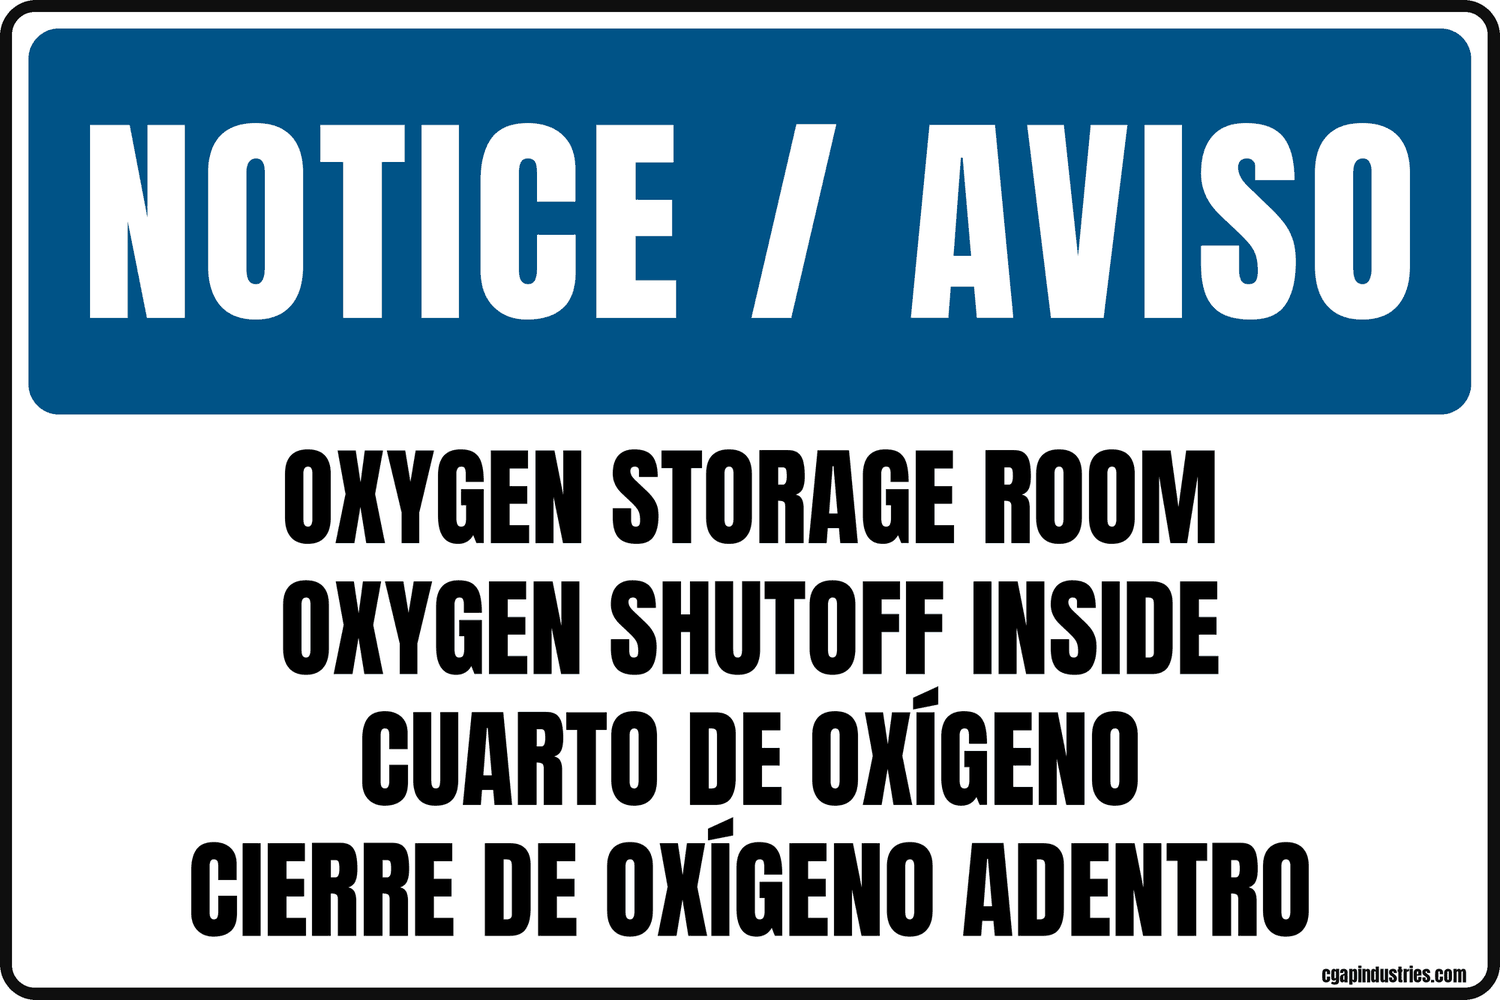 NOTICE / AVISO
OXYGEN STORAGE ROOM
OXYGEN SHUTOFF INSIDE
CUARTO DE OXÍGENO
CIERRE DE OXÍGENO ADENTRO
cgapindustries.com